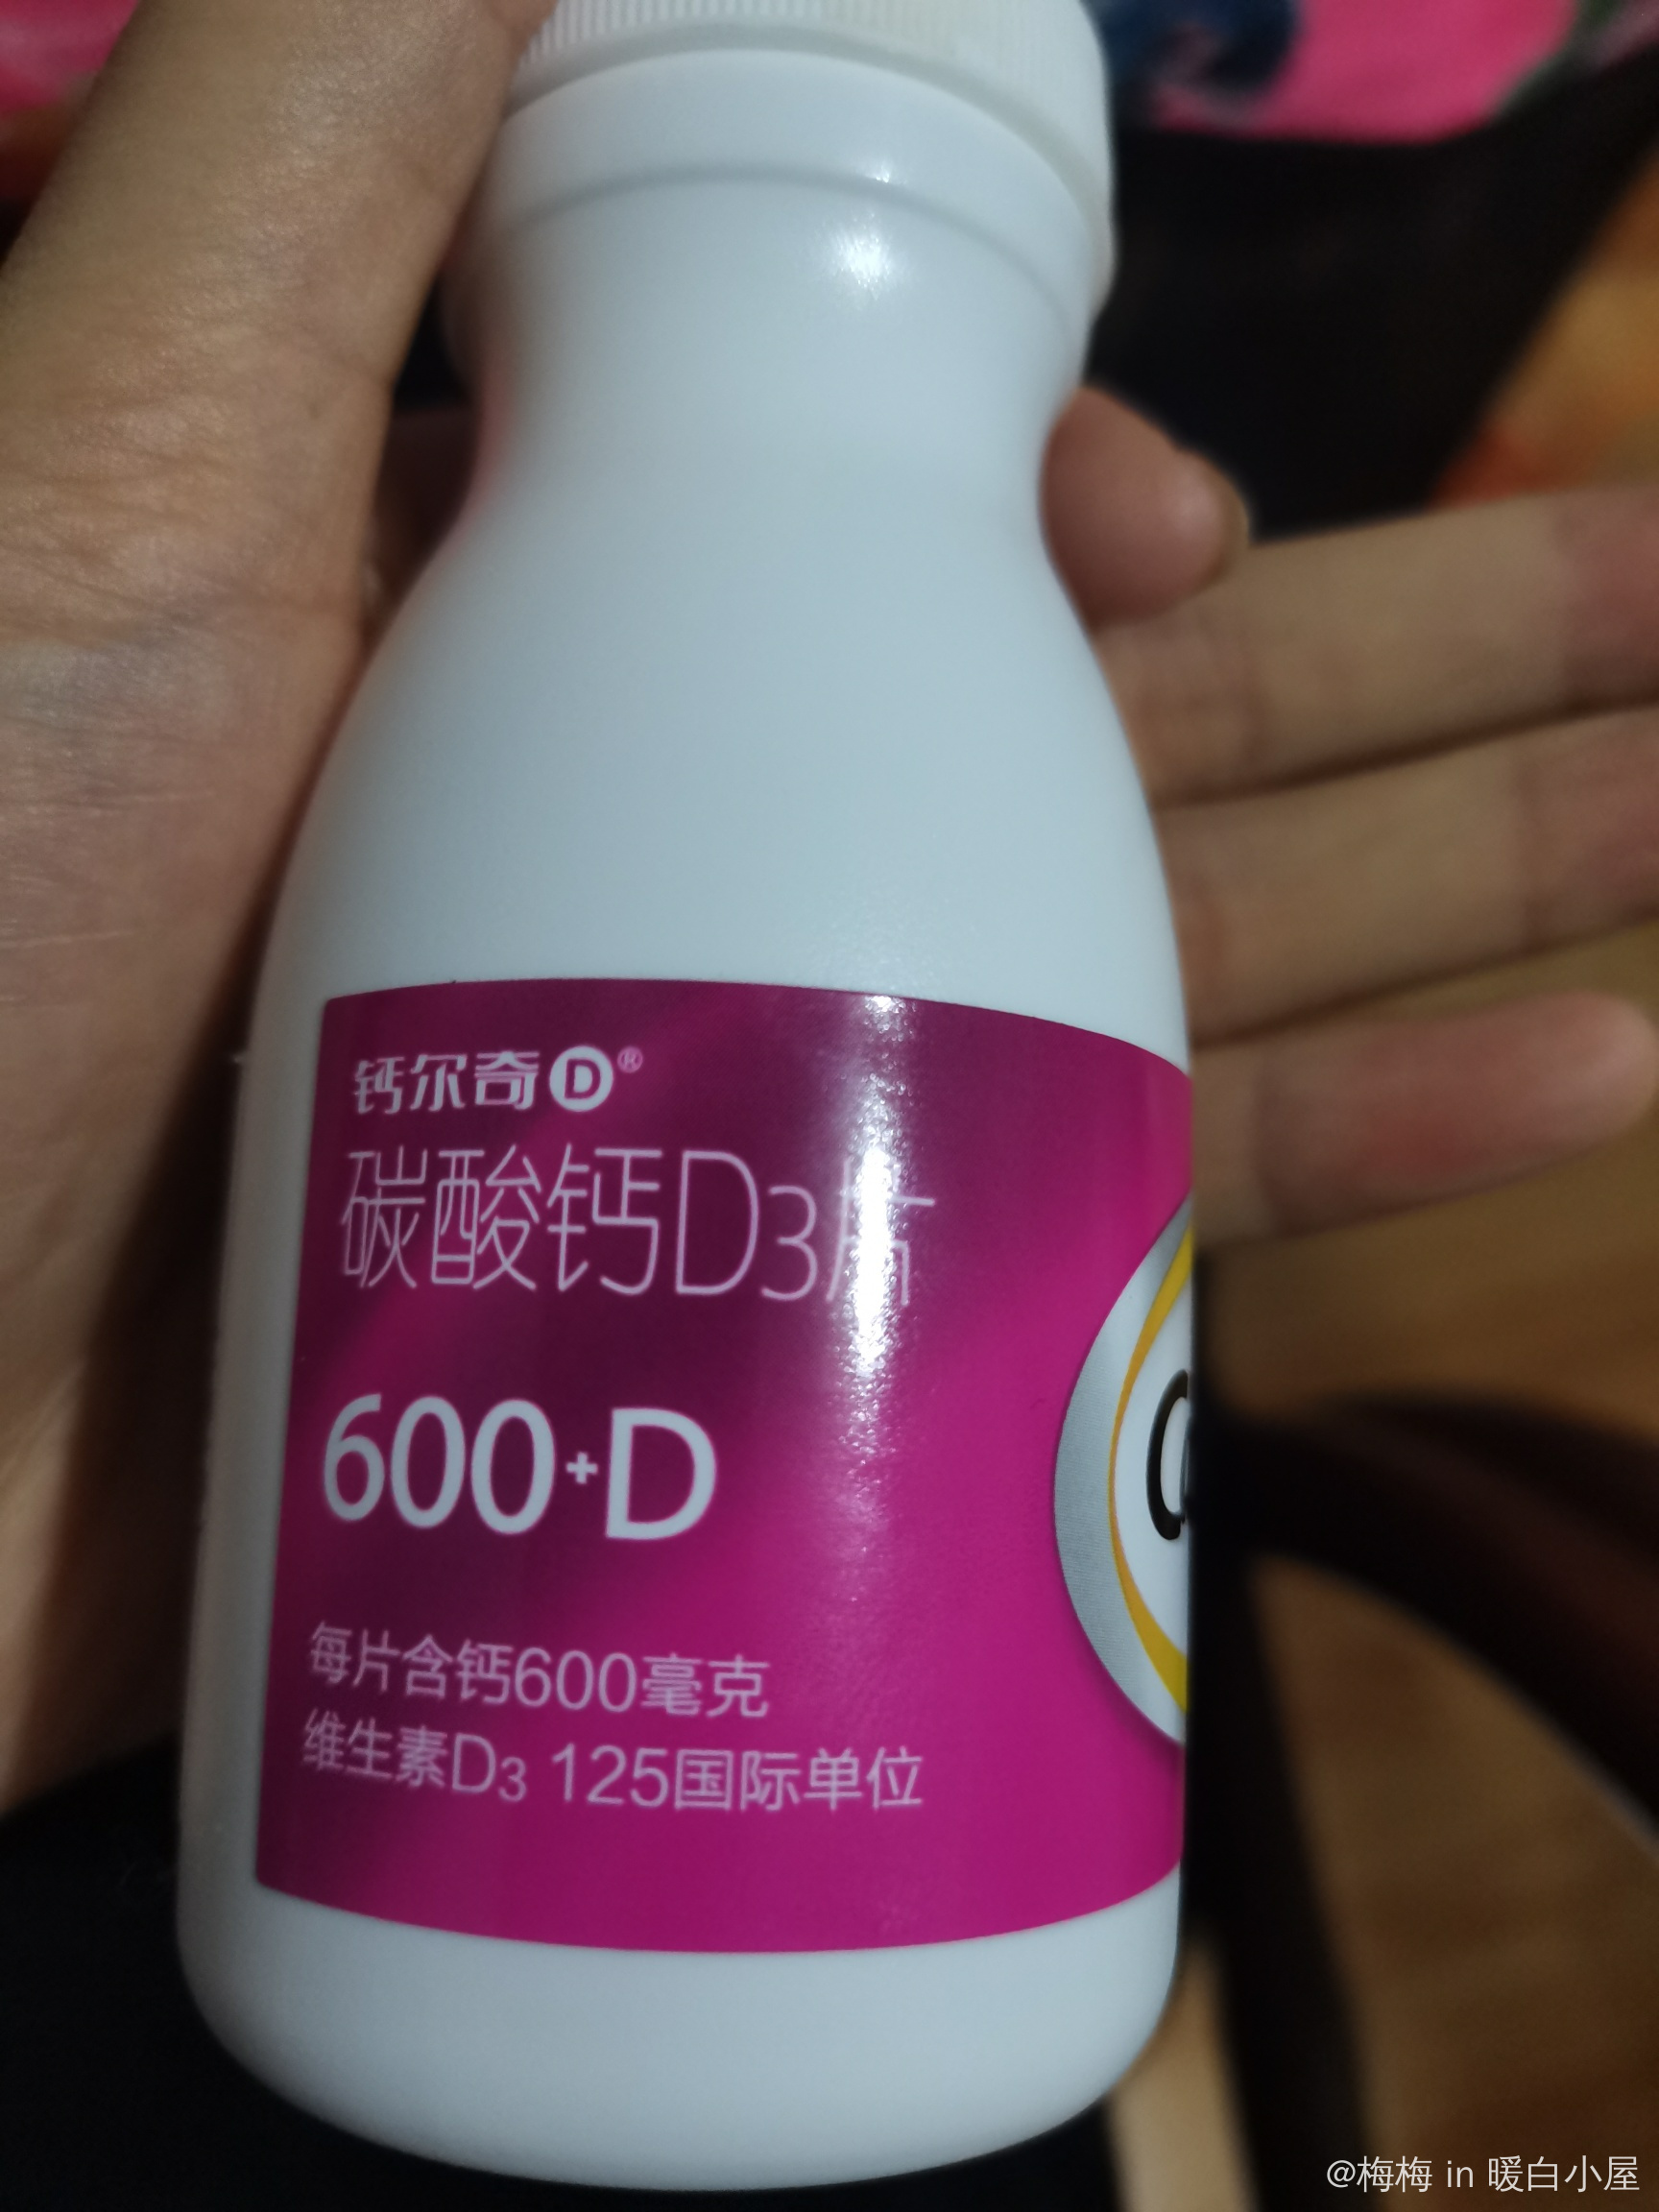 钙尔奇D®
碳酸钙D3片
600+D
每片含钙600毫克
维生素D3 125国际单位
@梅梅 in 暖白小屋